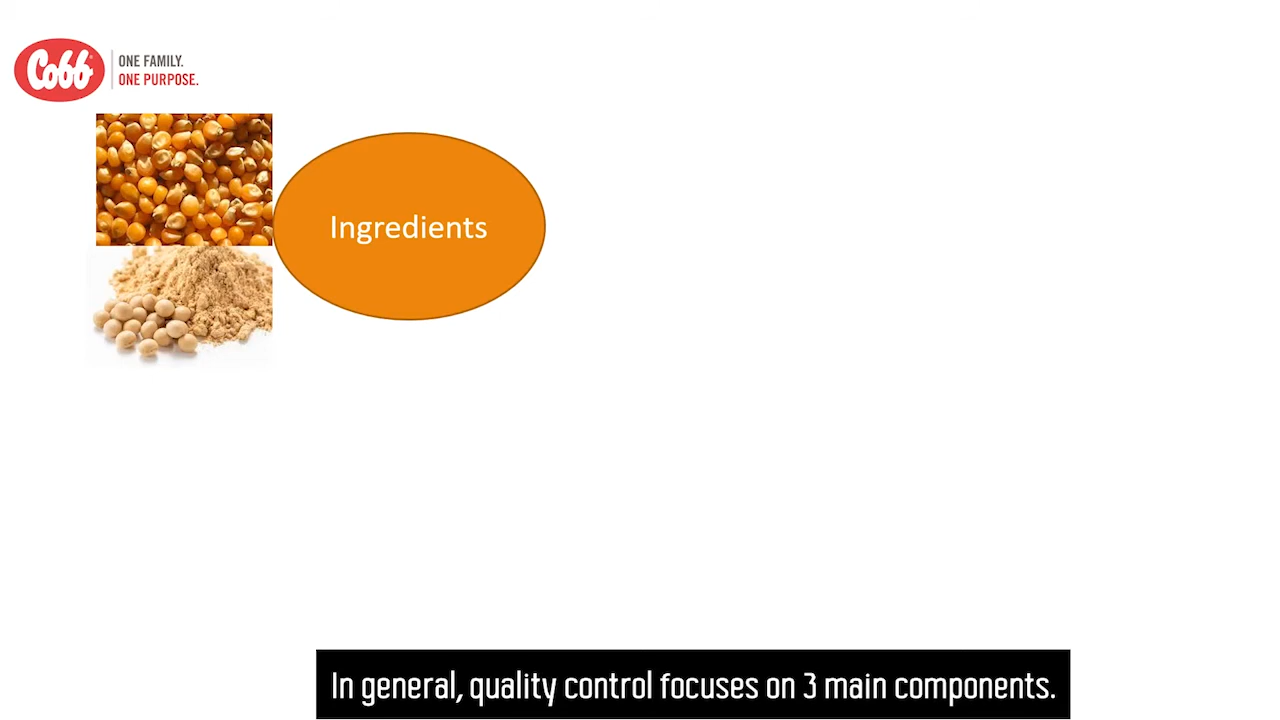 Cobb
ONE FAMILY.
ONE PURPOSE.
Ingredients
In general, quality control focuses on 3 main components.